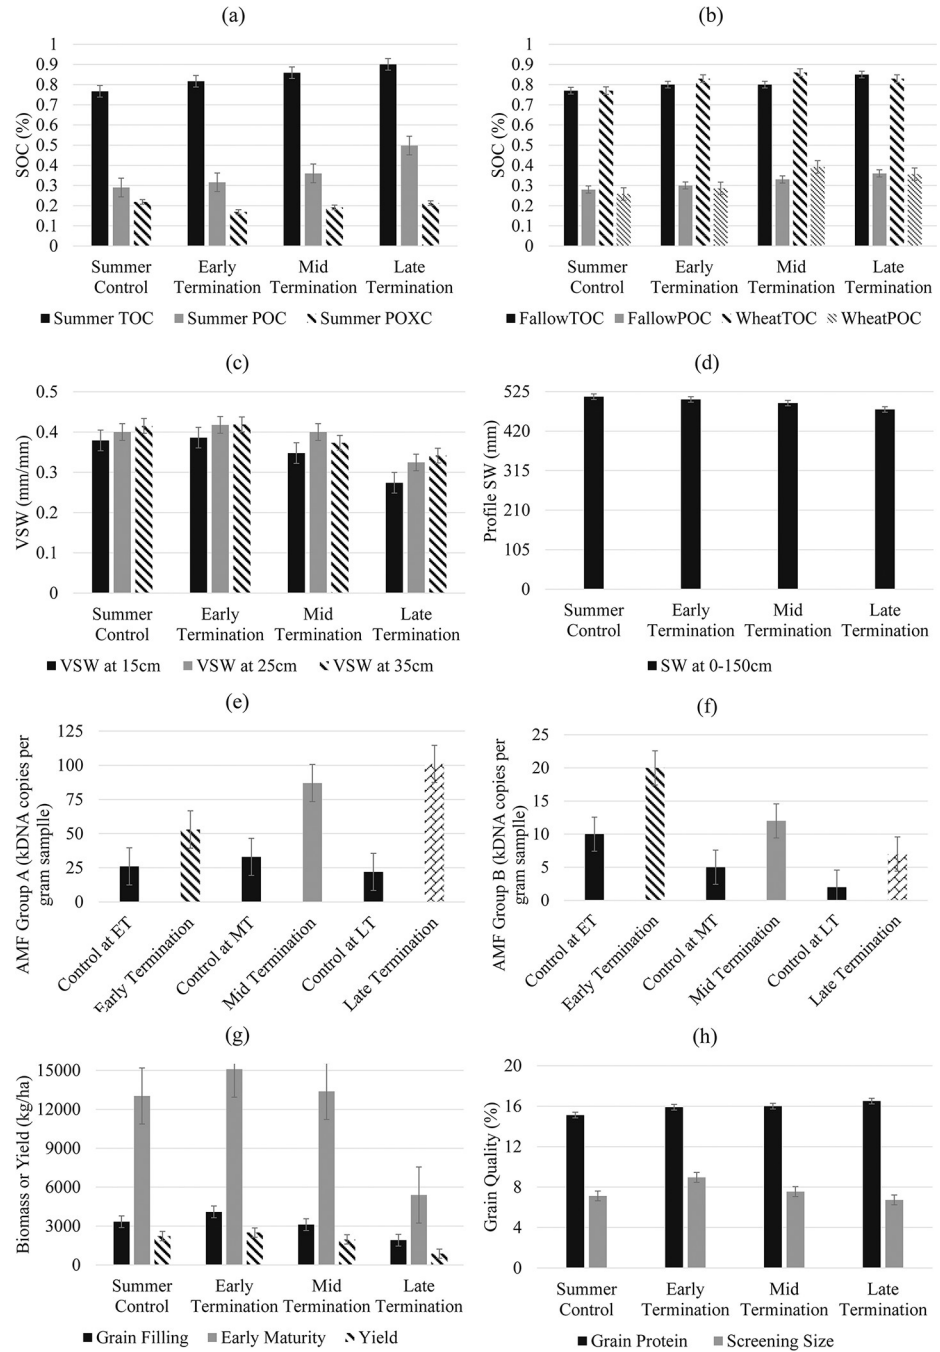 (a)
SOC (%)
1
0.9
0.8
0.7
0.6
0.5
0.4
0.3
0.2
0.1
0
Summer Control
Early Termination
Mid Termination
Late Termination
Summer TOC
Summer POC
Summer POXC
(b)
SOC (%)
1
0.9
0.8
0.7
0.6
0.5
0.4
0.3
0.2
0.1
0
Summer Control
Early Termination
Mid Termination
Late Termination
FallowTOC
FallowPOC
WheatTOC
WheatPOC
(c)
VSW (mm/mm)
0.5
0.4
0.3
0.2
0.1
0
Summer Control
Early Termination
Mid Termination
Late Termination
VSW at 15cm
VSW at 25cm
VSW at 35cm
(d)
Profile SW (mm)
525
420
315
210
105
0
Summer Control
Early Termination
Mid Termination
Late Termination
SW at 0-150cm
(e)
AMF Group A (kDNA copies per gram samplle)
125
100
75
50
25
0
Control at ET
Early Termination
Control at MT
Mid Termination
Control at LT
Late Termination
(f)
AMF Group B (kDNA copies per gram samplle)
25
20
15
10
5
0
Control at ET
Early Termination
Control at MT
Mid Termination
Control at LT
Late Termination
(g)
Biomass or Yield (kg/ha)
15000
12000
9000
6000
3000
0
Summer Control
Early Termination
Mid Termination
Late Termination
Grain Filling
Early Maturity
Yield
(h)
Grain Quality (%)
20
16
12
8
4
0
Summer Control
Early Termination
Mid Termination
Late Termination
Grain Protein
Screening Size